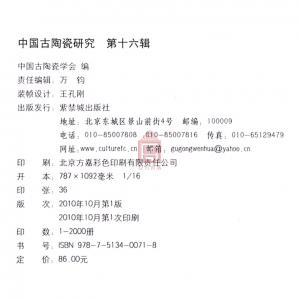 中国古陶瓷研究 第十六辑
中国古陶瓷学会 编
责任编辑：万 钧
装帧设计：王孔刚
出版发行：紫禁城出版社
地址：北京东城区景山前街4号 邮编：100009
电话：010-85007808 010-85007816 传真：010-65129479
网址：www.culturefc.cn 邮箱：gugongwenhua@yahoo.cn
印 刷：北京方嘉彩色印刷有限责任公司
开 本：787×1092毫米 1/16
印 张：36
版 次：2010年10月第1版
2010年10月第1次印刷
印 数：1-2000册
书 号：ISBN 978-7-5134-0071-8
定 价：86.00元